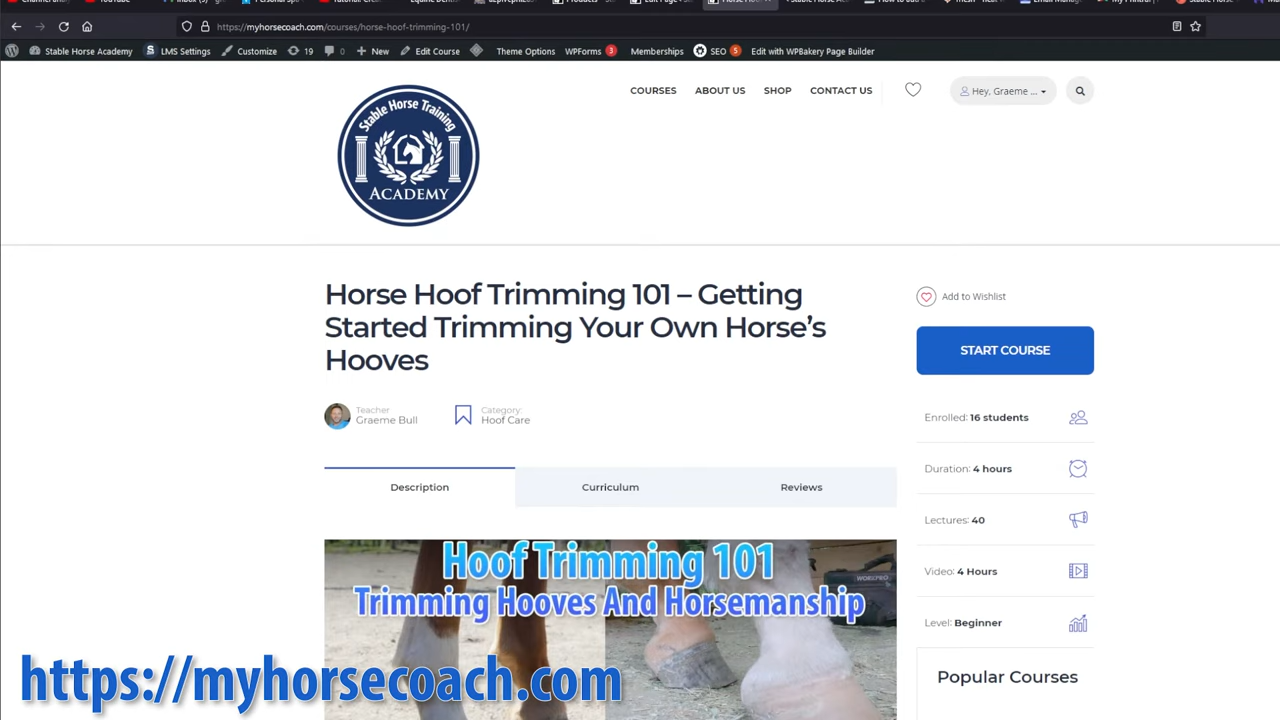 YouTube
https://myhorsecoach.com/courses/horse-hoof-trimming-101/
Stable Horse Academy LMS Settings Customize 19 0 New Edit Course Theme Options WPForms 3 Memberships SEO 5 Edit with WPBakery Page Builder
Stable Horse Training
ACADEMY
COURSES ABOUT US SHOP CONTACT US Hey, Graeme ...
Horse Hoof Trimming 101 – Getting
Started Trimming Your Own Horse's
Hooves
Add to Wishlist
START COURSE
Teacher
Graeme Bull
Category:
Hoof Care
Enrolled: 16 students
Duration: 4 hours
Lectures: 40
Video: 4 Hours
Level: Beginner
Description Curriculum Reviews
Hoof Trimming 101
Trimming Hooves And Horsemanship
WORXPRO
Popular Courses
https://myhorsecoach.com